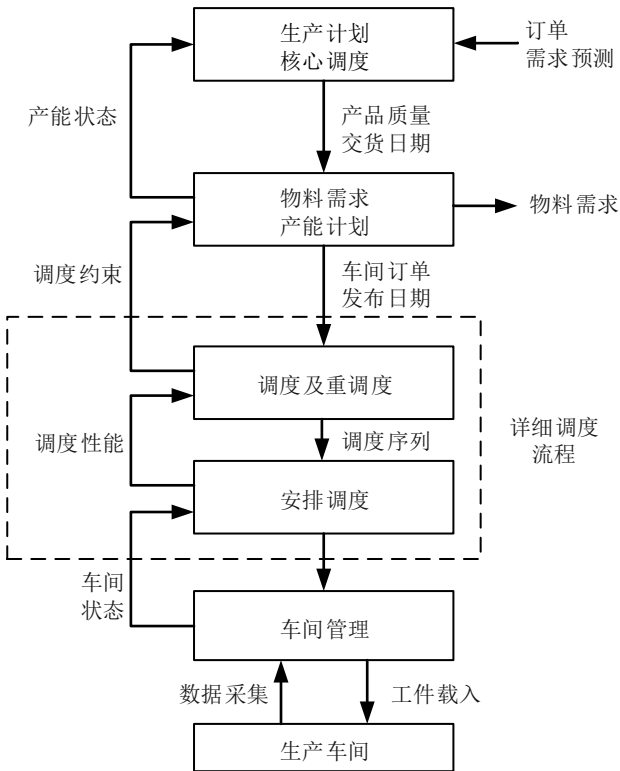 生产计划
核心调度
订单
需求预测
产能状态
产品质量
交货日期
物料需求
产能计划
物料需求
调度约束
车间订单
发布日期
调度及重调度
调度性能
调度序列
详细调度
流程
安排调度
车间
状态
车间管理
数据采集
工件载入
生产车间